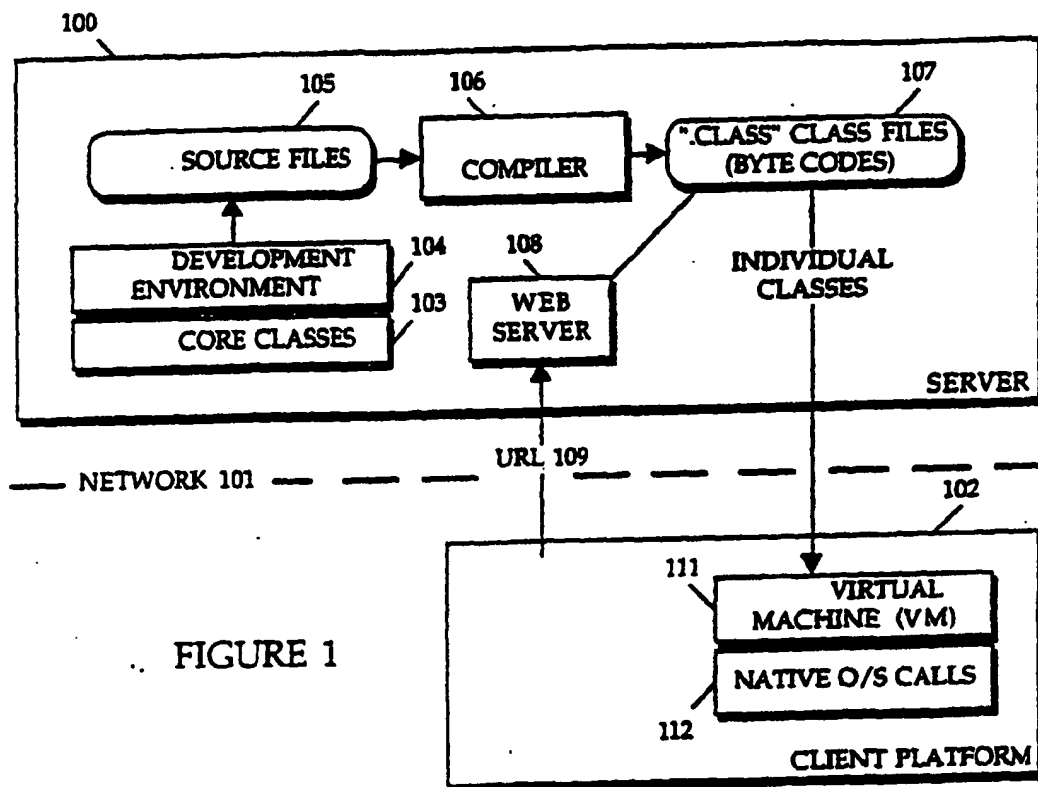 100
105
106
107
SOURCE FILES
COMPILER
".CLASS" CLASS FILES
(BYTE CODES)
DEVELOPMENT
ENVIRONMENT
104
108
INDIVIDUAL
CLASSES
CORE CLASSES
103
WEB
SERVER
SERVER
URL 109
NETWORK 101
102
111
VIRTUAL
MACHINE (VM)
FIGURE 1
NATIVE O/S CALLS
112
CLIENT PLATFORM